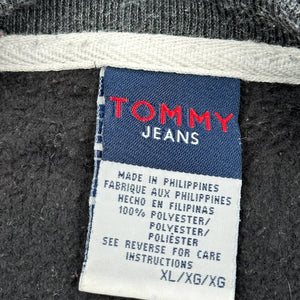 TOMMY
JEANS
MADE IN PHILIPPINES
FABRIQUE AUX PHILIPPINES
HECHO EN FILIPINAS
100% POLYESTER/
POLYESTER/
POLIÉSTER
SEE REVERSE FOR CARE
INSTRUCTIONS
XL/XG/XG